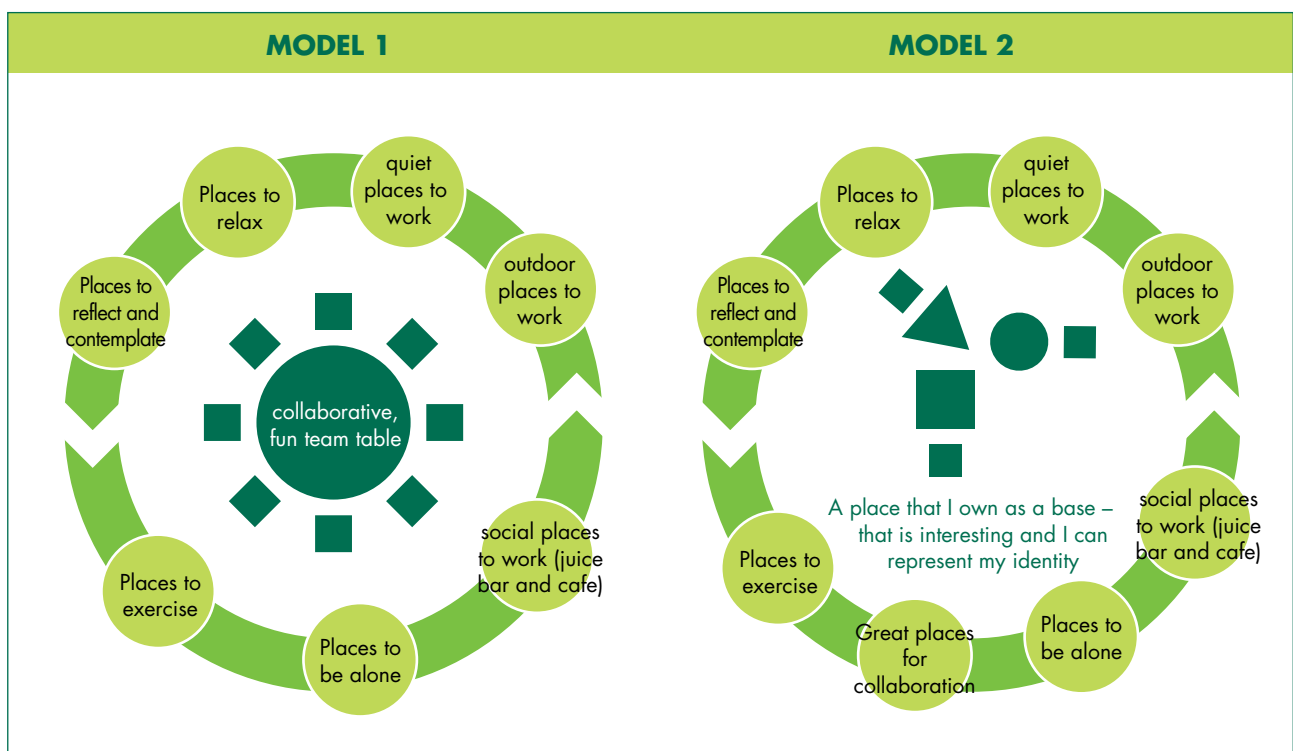 MODEL 1
quiet
places to
work
Places to
relax
outdoor
places to
work
Places to
reflect and
contemplate
collaborative,
fun team table
social places
to work (juice
bar and cafe)
Places to
exercise
Places to
be alone
MODEL 2
quiet
places to
work
Places to
relax
outdoor
places to
work
Places to
reflect and
contemplate
A place that I own as a base –
that is interesting and I can
represent my identity
social places
to work (juice
bar and cafe)
Places to
exercise
Great places
for
collaboration
Places to
be alone